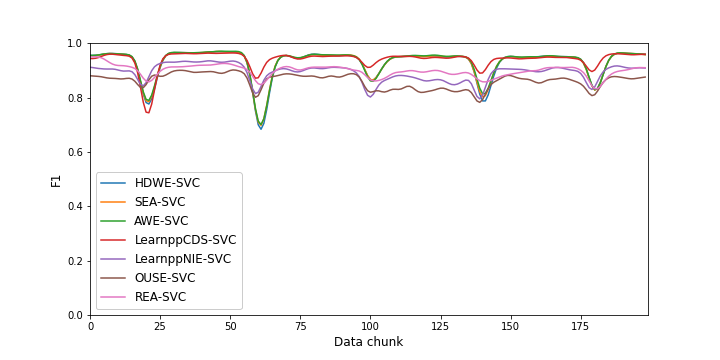 1.0
0.8
0.6
0.4
0.2
0.0
F1
HDWE-SVC
SEA-SVC
AWE-SVC
LearnppCDS-SVC
LearnppNIE-SVC
OUSE-SVC
REA-SVC
0 25 50 75 100 125 150 175
Data chunk